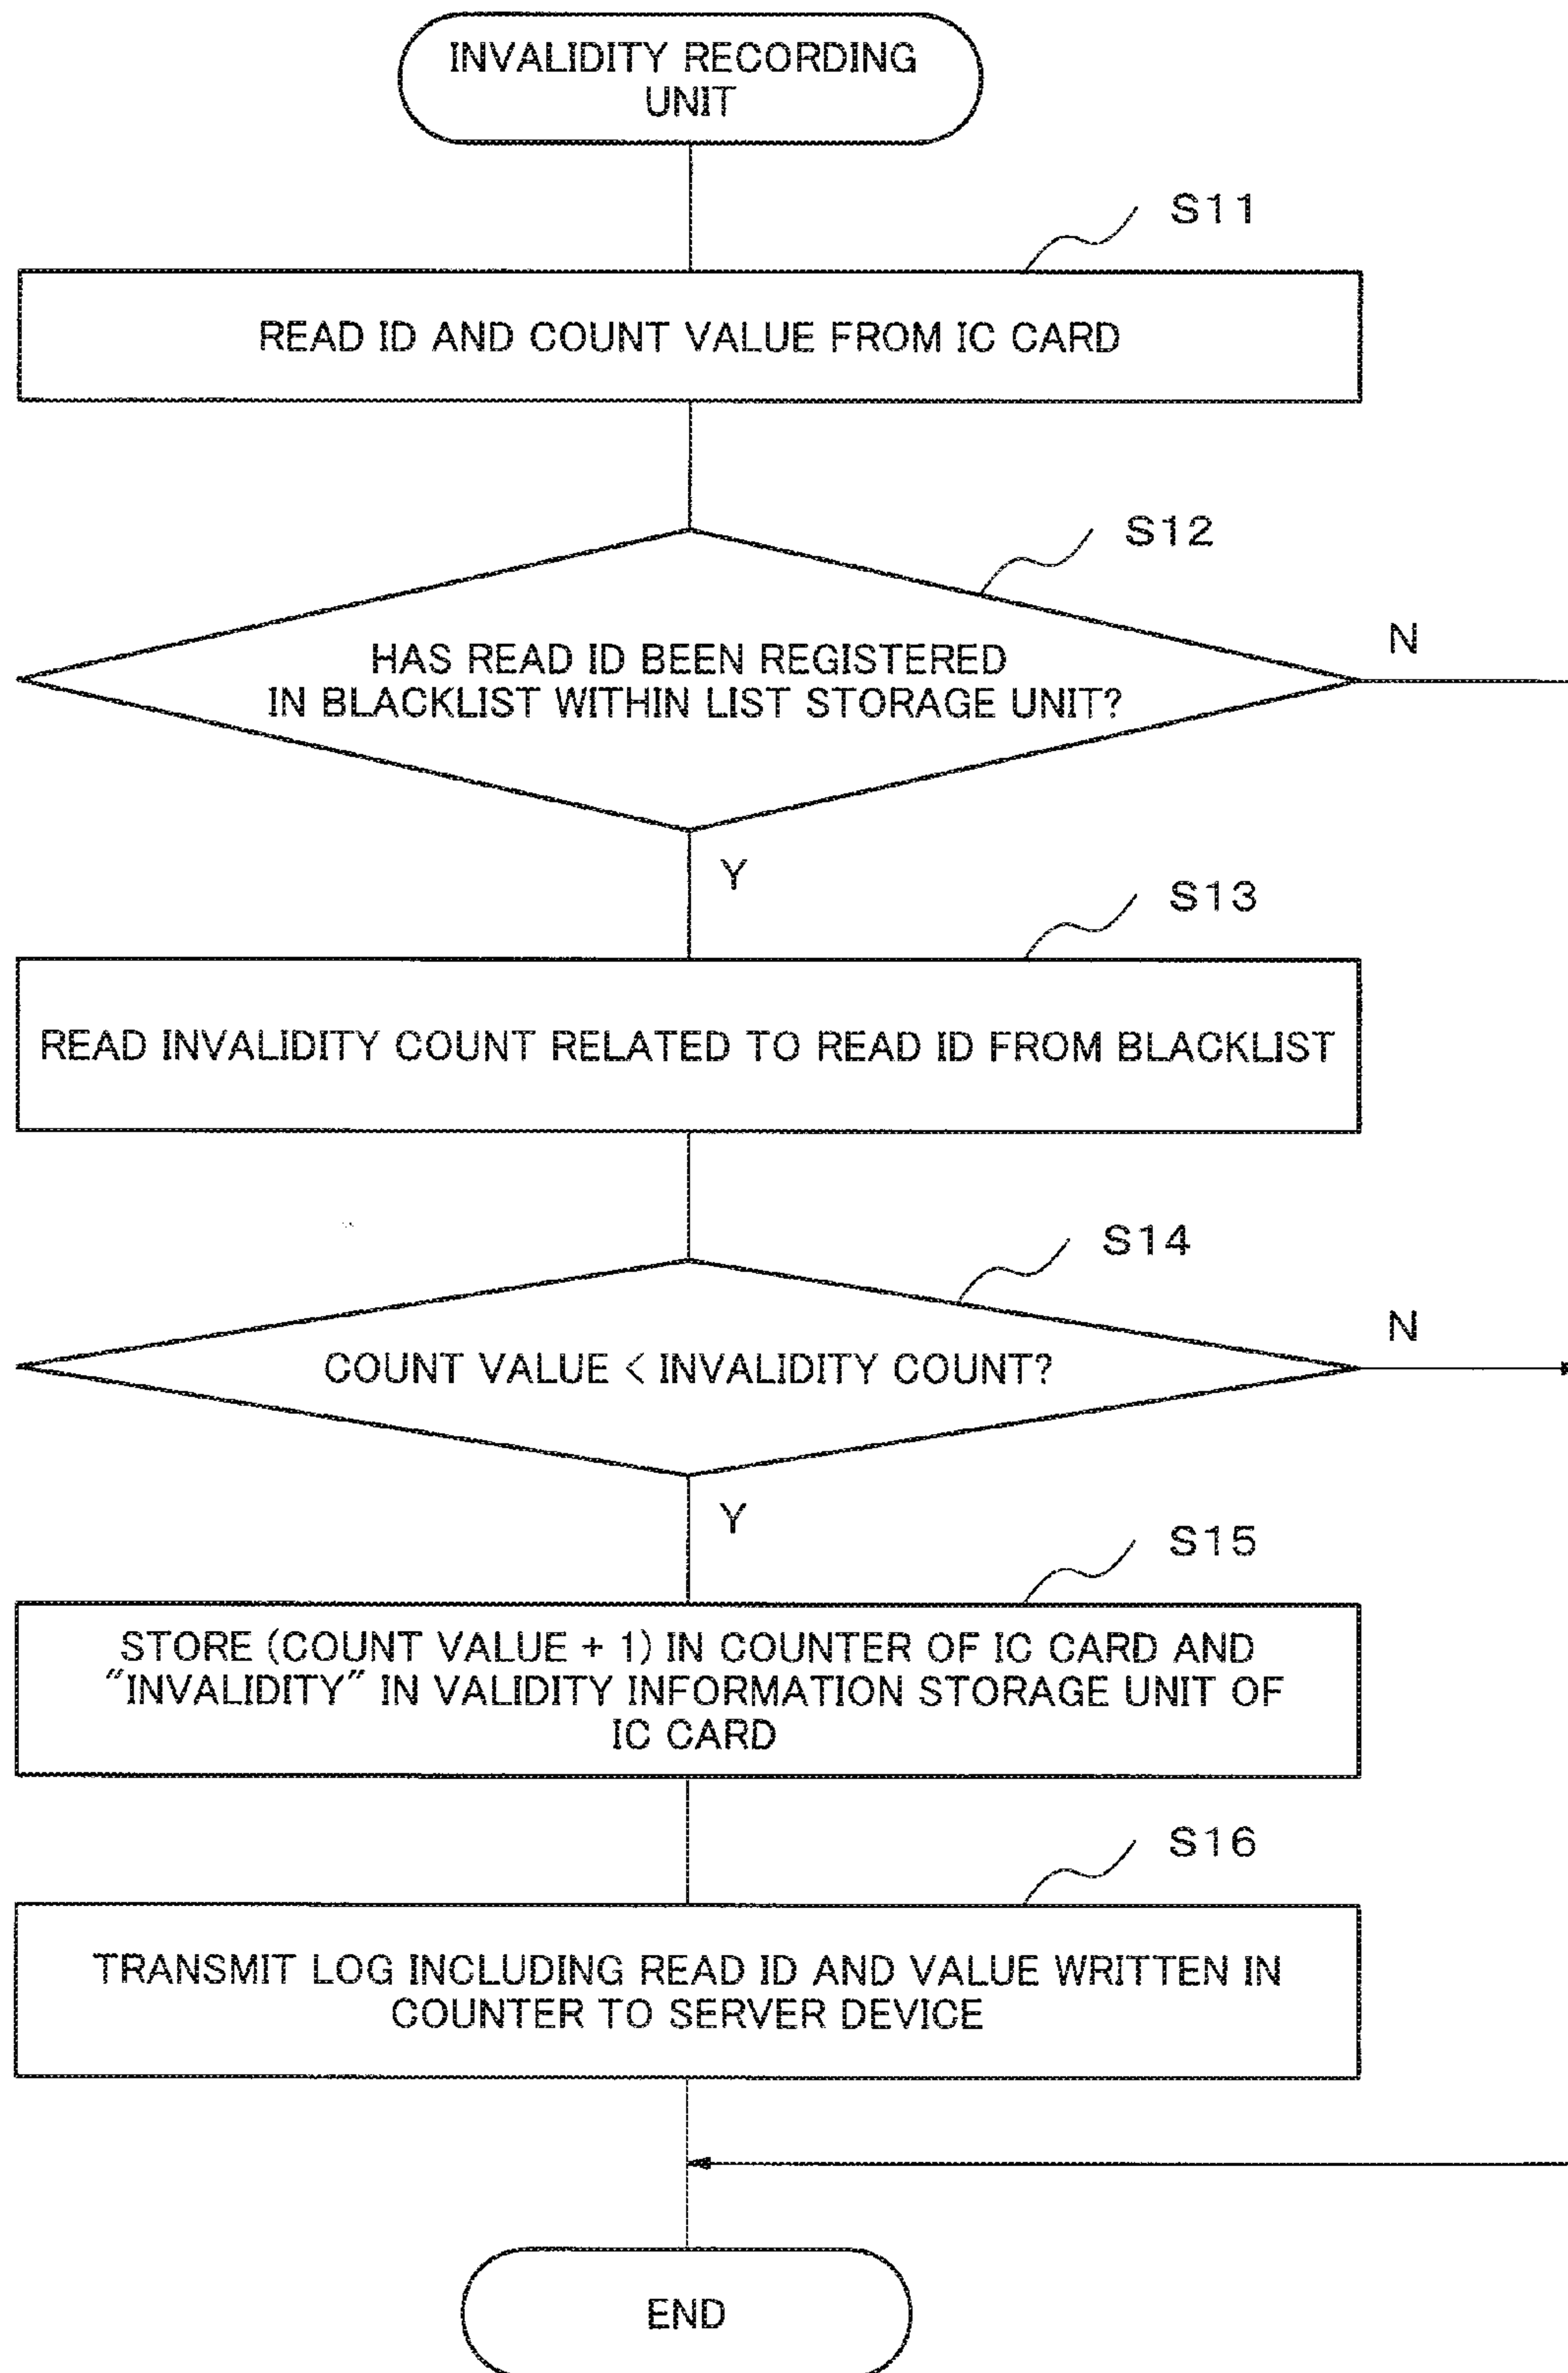 INVALIDITY RECORDING
UNIT
S11
READ ID AND COUNT VALUE FROM IC CARD
S12
HAS READ ID BEEN REGISTERED
IN BLACKLIST WITHIN LIST STORAGE UNIT?
N
Y
S13
READ INVALIDITY COUNT RELATED TO READ ID FROM BLACKLIST
S14
COUNT VALUE < INVALIDITY COUNT?
N
Y
S15
STORE (COUNT VALUE + 1) IN COUNTER OF IC CARD AND
"INVALIDITY" IN VALIDITY INFORMATION STORAGE UNIT OF
IC CARD
S16
TRANSMIT LOG INCLUDING READ ID AND VALUE WRITTEN IN
COUNTER TO SERVER DEVICE
END